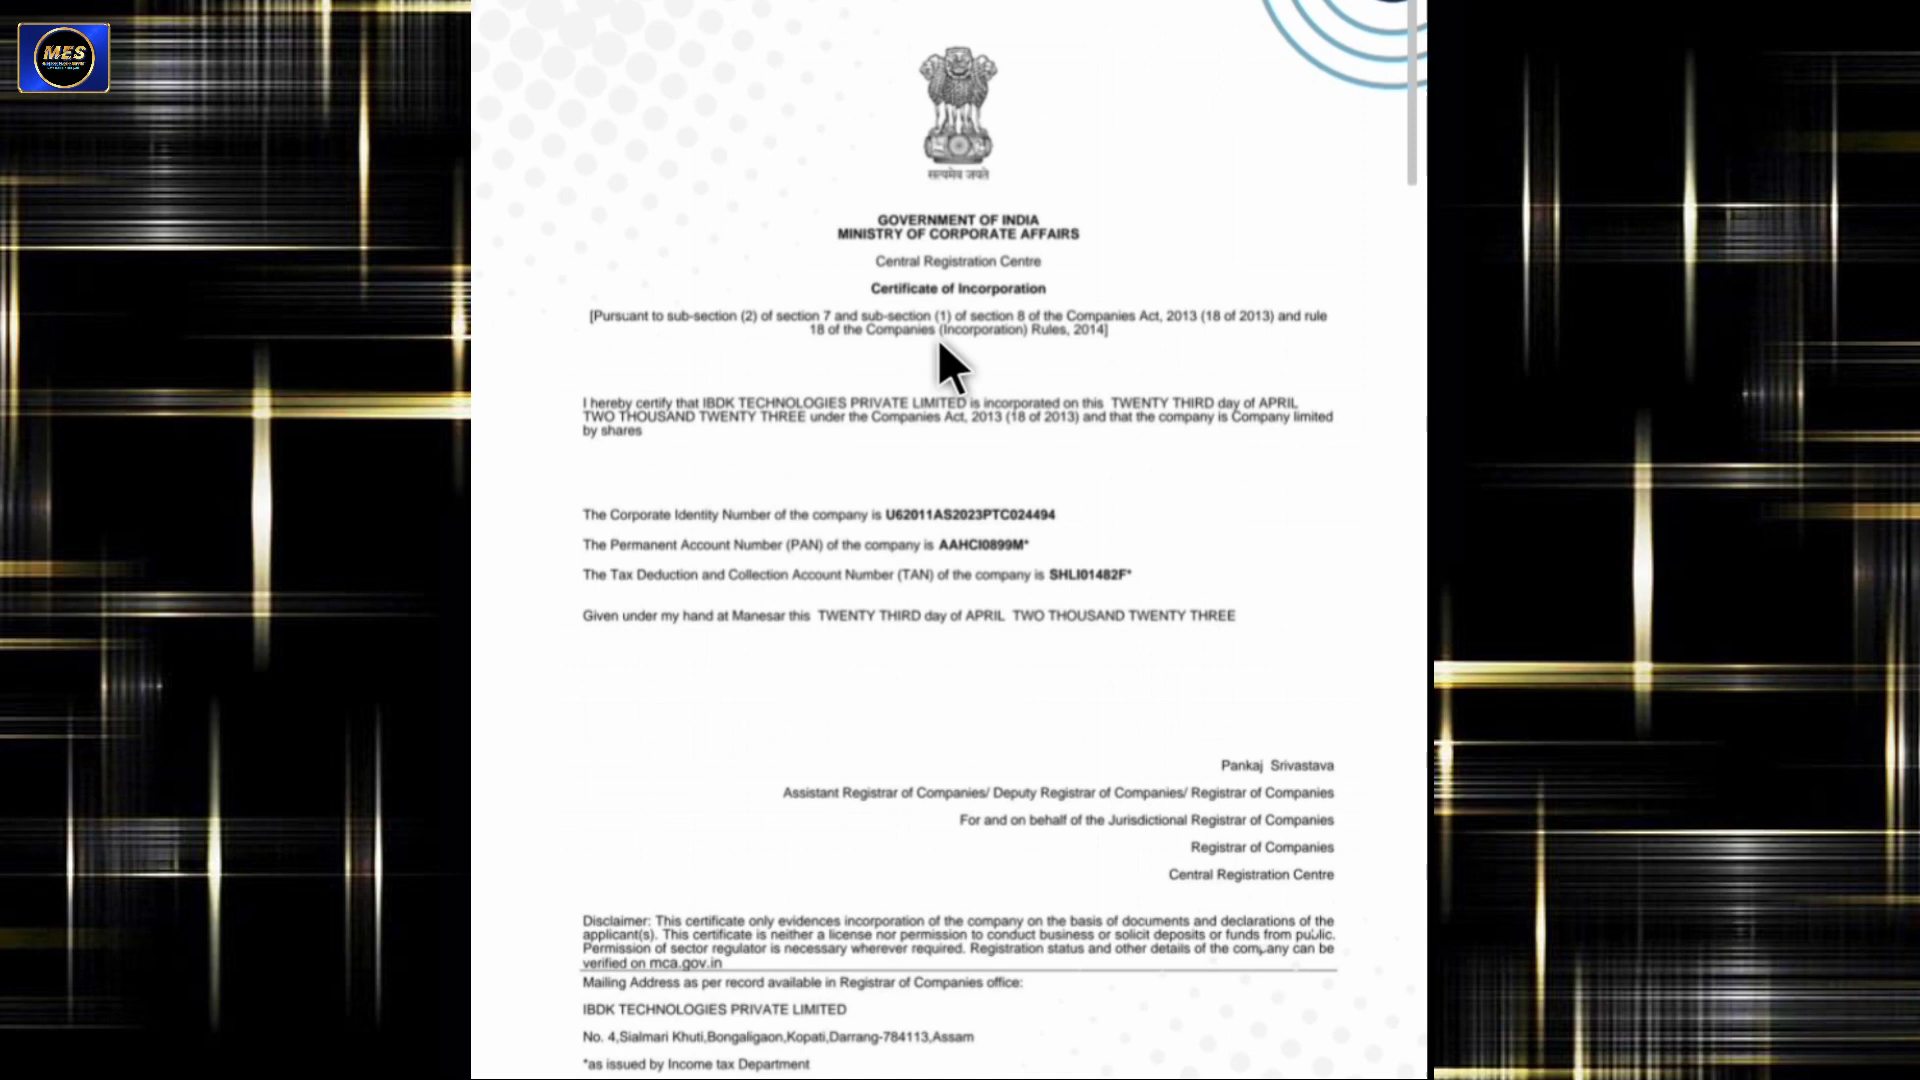 MES
सत्यमेव जयते
GOVERNMENT OF INDIA
MINISTRY OF CORPORATE AFFAIRS
Central Registration Centre
Certificate of Incorporation
[Pursuant to sub-section (2) of section 7 and sub-section (1) of section 8 of the Companies Act, 2013 (18 of 2013) and rule
18 of the Companies (Incorporation) Rules, 2014]
I hereby certify that IBDK TECHNOLOGIES PRIVATE LIMITED is incorporated on this TWENTY THIRD day of APRIL
TWO THOUSAND TWENTY THREE under the Companies Act, 2013 (18 of 2013) and that the company is Company limited
by shares
The Corporate Identity Number of the company is U62011AS2023PTC024494
The Permanent Account Number (PAN) of the company is AAHCI0899M*
The Tax Deduction and Collection Account Number (TAN) of the company is SHLI01482F*
Given under my hand at Manesar this TWENTY THIRD day of APRIL TWO THOUSAND TWENTY THREE
Pankaj Srivastava
Assistant Registrar of Companies/ Deputy Registrar of Companies/ Registrar of Companies
For and on behalf of the Jurisdictional Registrar of Companies
Registrar of Companies
Central Registration Centre
Disclaimer: This certificate only evidences incorporation of the company on the basis of documents and declarations of the
applicant(s). This certificate is neither a license nor permission to conduct business or solicit deposits or funds from public.
Permission of sector regulator is necessary wherever required. Registration status and other details of the company can be
verified on mca.gov.in
Mailing Address as per record available in Registrar of Companies office:
IBDK TECHNOLOGIES PRIVATE LIMITED
No. 4,Sialmari Khuti,Bongaligaon,Kopati,Darrang-784113,Assam
*as issued by Income tax Department